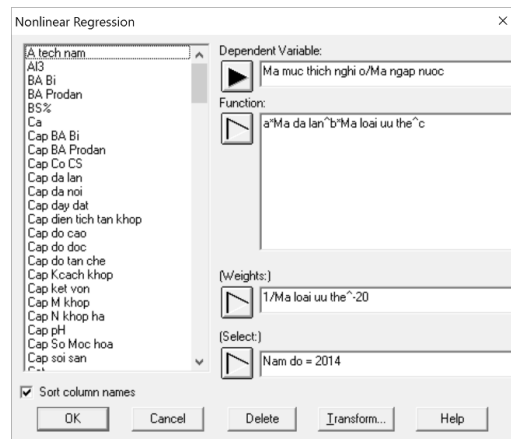 Nonlinear Regression
A tech nam
Al3
BA Bi
BA Prodan
BS%
Ca
Cap BA Bi
Cap BA Prodan
Cap Co CS
Cap da lan
Cap da noi
Cap day dat
Cap dien tich tan khop
Cap do cao
Cap do doc
Cap do tan che
Cap Kcach khop
Cap ket von
Cap M khop
Cap N khop ha
Cap pH
Cap So Moc hoa
Cap soi san
Dependent Variable:
Ma muc thich nghi o/Ma ngap nuoc
Function:
a*Ma da lan^b*Ma loai uu the^c
(Weights:)
1/Ma loai uu the^-20
(Select:)
Nam do = 2014
Sort column names
OK
Cancel
Delete
Transform...
Help